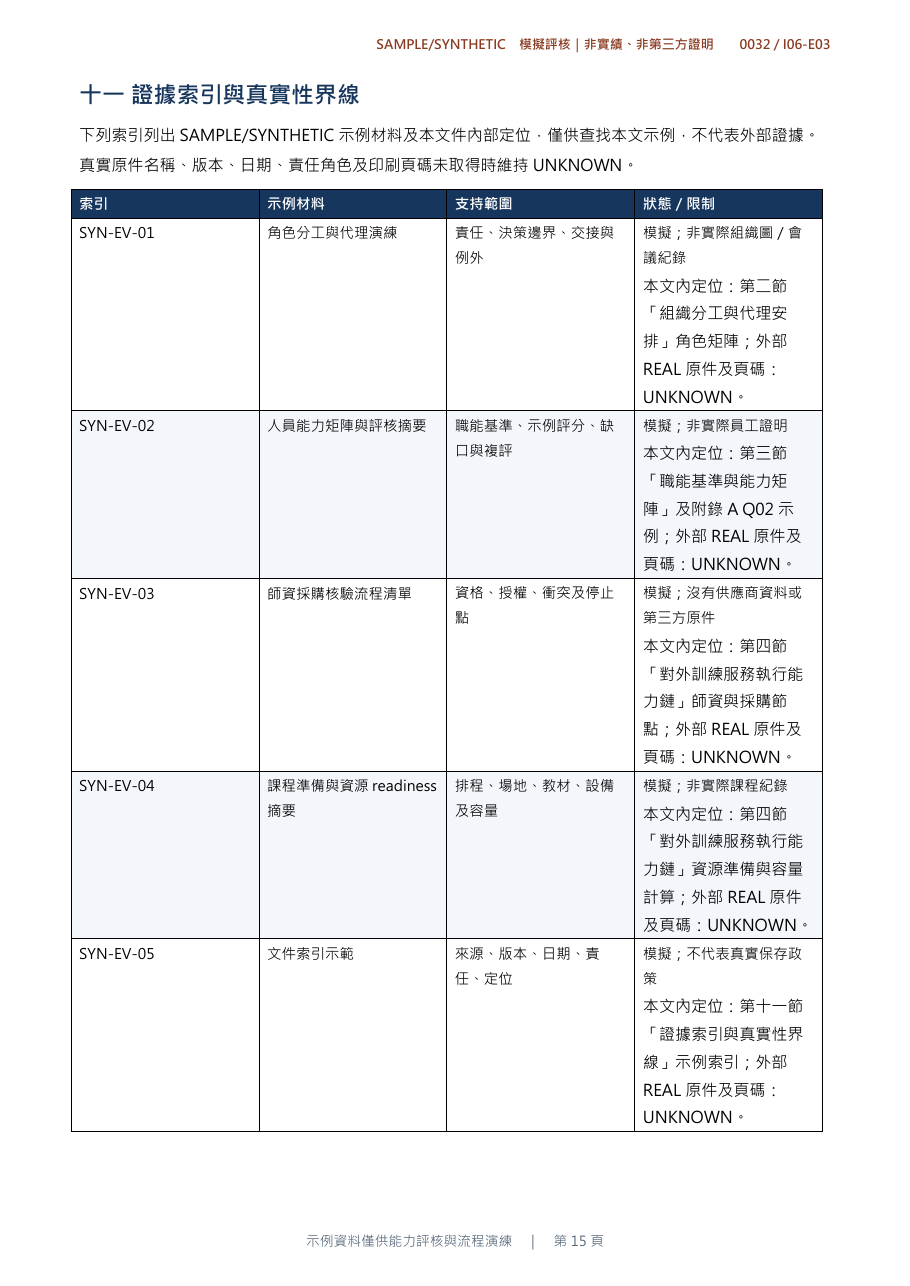 SAMPLE/SYNTHETIC 模擬評核｜非實績、非第三方證明 0032 / I06-E03
十一 證據索引與真實性界線
下列索引列出 SAMPLE/SYNTHETIC 示例材料及本文件內部定位，僅供查找本文示例，不代表外部證據。
真實原件名稱、版本、日期、責任角色及印刷頁碼未取得時維持 UNKNOWN。
索引 示例材料 支持範圍 狀態 / 限制
SYN-EV-01 角色分工與代理演練 責任、決策邊界、交接與 模擬；非實際組織圖 / 會
例外 議紀錄
本文內定位：第二節
「組織分工與代理安
排」角色矩陣；外部
REAL 原件及頁碼：
UNKNOWN。
SYN-EV-02 人員能力矩陣與評核摘要 職能基準、示例評分、缺 模擬；非實際員工證明
口與複評
本文內定位：第三節
「職能基準與能力矩
陣」及附錄 A Q02 示
例；外部 REAL 原件及
頁碼：UNKNOWN。
SYN-EV-03 師資採購核驗流程清單 資格、授權、衝突及停止 模擬；沒有供應商資料或
點 第三方原件
本文內定位：第四節
「對外訓練服務執行能
力鏈」師資與採購節
點；外部 REAL 原件及
頁碼：UNKNOWN。
SYN-EV-04 課程準備與資源 readiness 排程、場地、教材、設備 模擬；非實際課程紀錄
摘要 及容量
本文內定位：第四節
「對外訓練服務執行能
力鏈」資源準備與容量
計算；外部 REAL 原件
及頁碼：UNKNOWN。
SYN-EV-05 文件索引示範 來源、版本、日期、責 模擬；不代表真實保存政
任、定位 策
本文內定位：第十一節
「證據索引與真實性界
線」示例索引；外部
REAL 原件及頁碼：
UNKNOWN。
示例資料僅供能力評核與流程演練 ｜ 第 15 頁